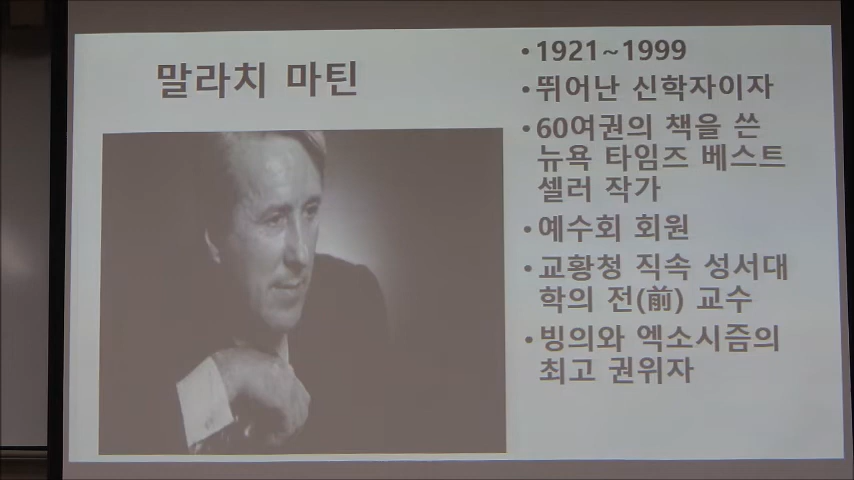 말라치 마틴
• 1921~1999
• 뛰어난 신학자이자
• 60여권의 책을 쓴
뉴욕 타임즈 베스트
셀러 작가
• 예수회 회원
• 교황청 직속 성서대
학의 전(前) 교수
• 빙의와 엑소시즘의
최고 권위자